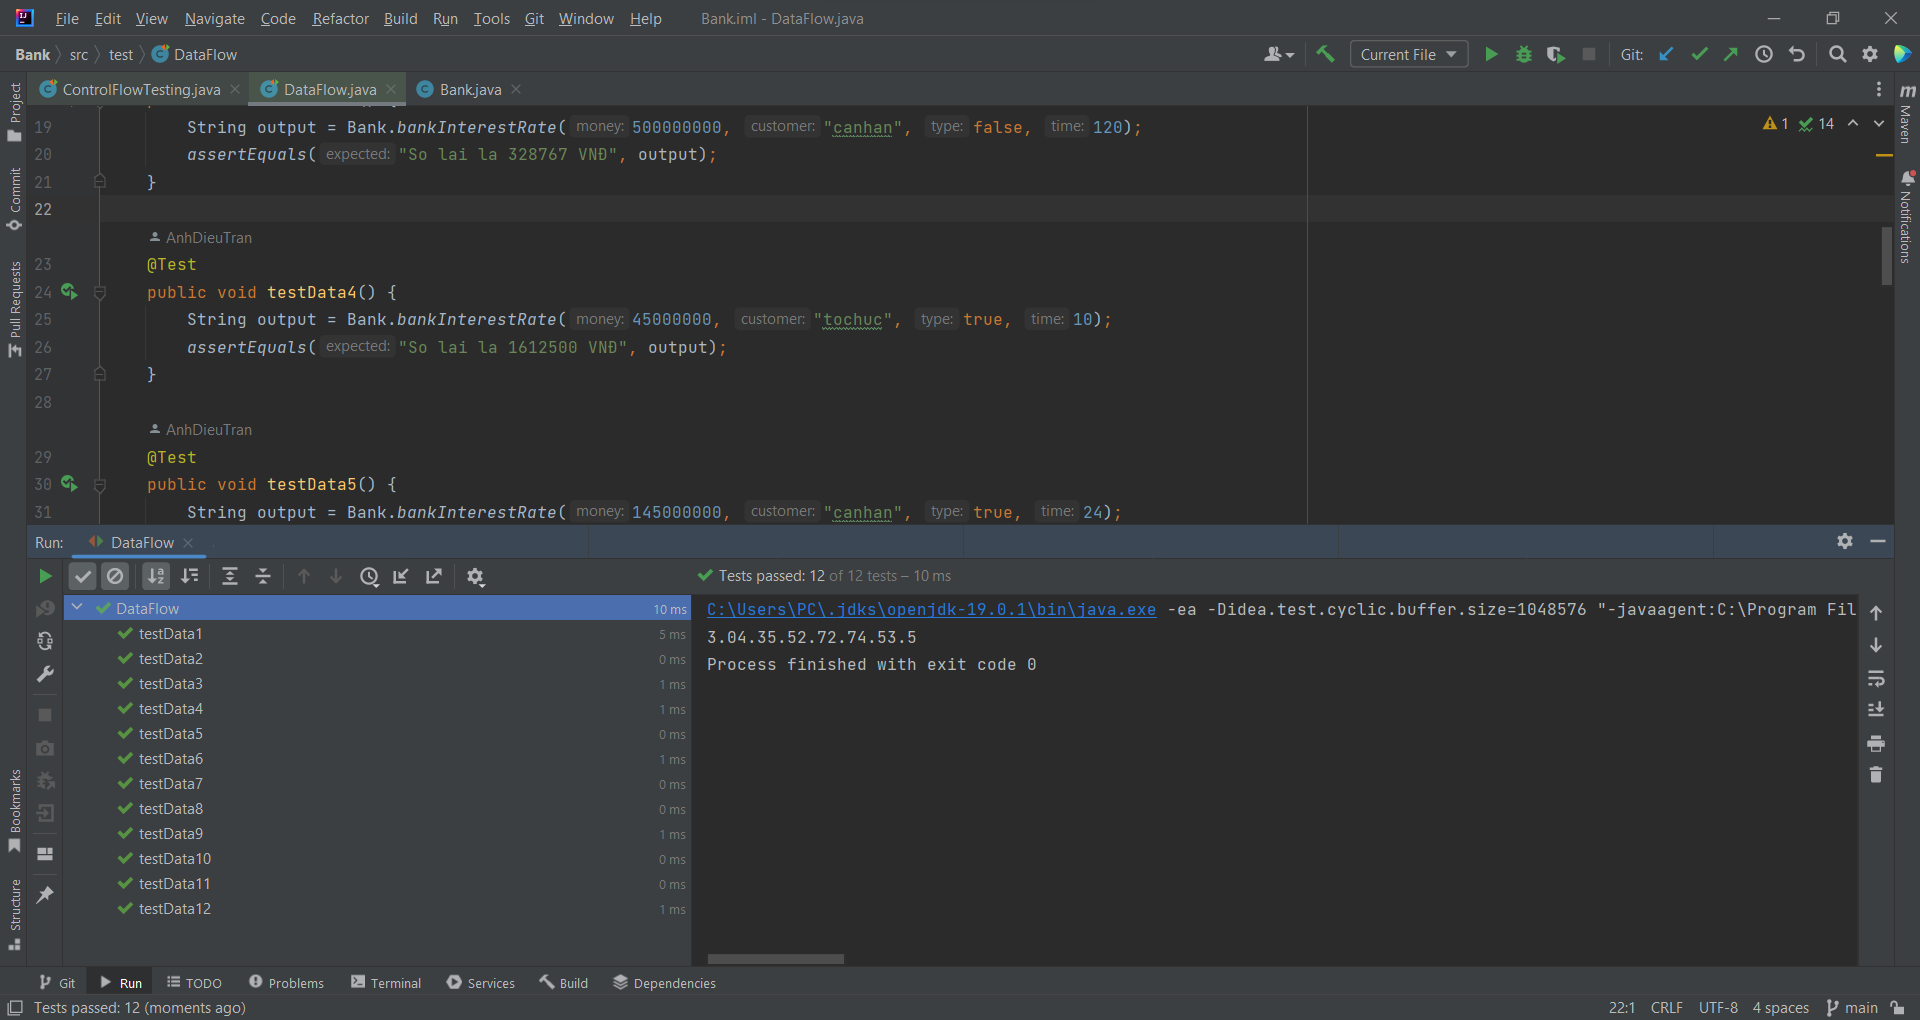 File Edit View Navigate Code Refactor Build Run Tools Git Window Help Bank.iml - DataFlow.java
Bank src test DataFlow Current File Git:
ControlFlowTesting.java DataFlow.java Bank.java
19 String output = Bank.bankInterestRate( money: 500000000, customer: "canhan", type: false, time: 120);
20 assertEquals( expected: "So lai la 328767 VNĐ", output);
21 }
1 14
22
AnhDieuTran
23 @Test
24 public void testData4() {
25 String output = Bank.bankInterestRate( money: 45000000, customer: "tochuc", type: true, time: 10);
26 assertEquals( expected: "So lai la 1612500 VNĐ", output);
27 }
28
AnhDieuTran
29 @Test
30 public void testData5() {
31 String output = Bank.bankInterestRate( money: 145000000, customer: "canhan", type: true, time: 24);
Project
Commit
Pull Requests
Bookmarks
Structure
Maven
Notifications
Run: DataFlow
Tests passed: 12 of 12 tests – 10 ms
DataFlow 10 ms
testData1 5 ms
testData2 0 ms
testData3 1 ms
testData4 1 ms
testData5 0 ms
testData6 1 ms
testData7 0 ms
testData8 0 ms
testData9 1 ms
testData10 0 ms
testData11 0 ms
testData12 1 ms
C:\Users\PC\.jdks\openjdk-19.0.1\bin\java.exe -ea -Didea.test.cyclic.buffer.size=1048576 "-javaagent:C:\Program Fil
3.04.35.52.72.74.53.5
Process finished with exit code 0
Git Run TODO Problems Terminal Services Build Dependencies
Tests passed: 12 (moments ago) 22:1 CRLF UTF-8 4 spaces main